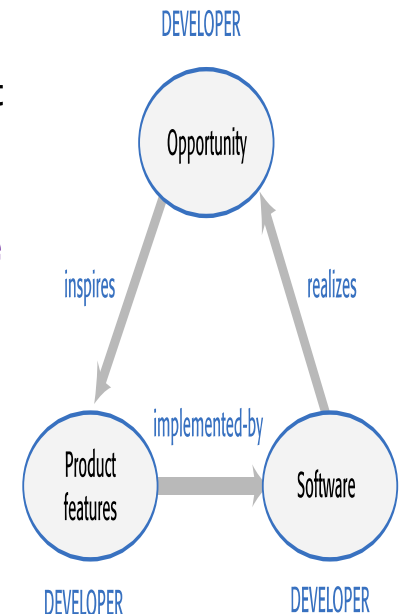 DEVELOPER
Opportunity
inspires
realizes
implemented-by
Product
features
Software
DEVELOPER
DEVELOPER